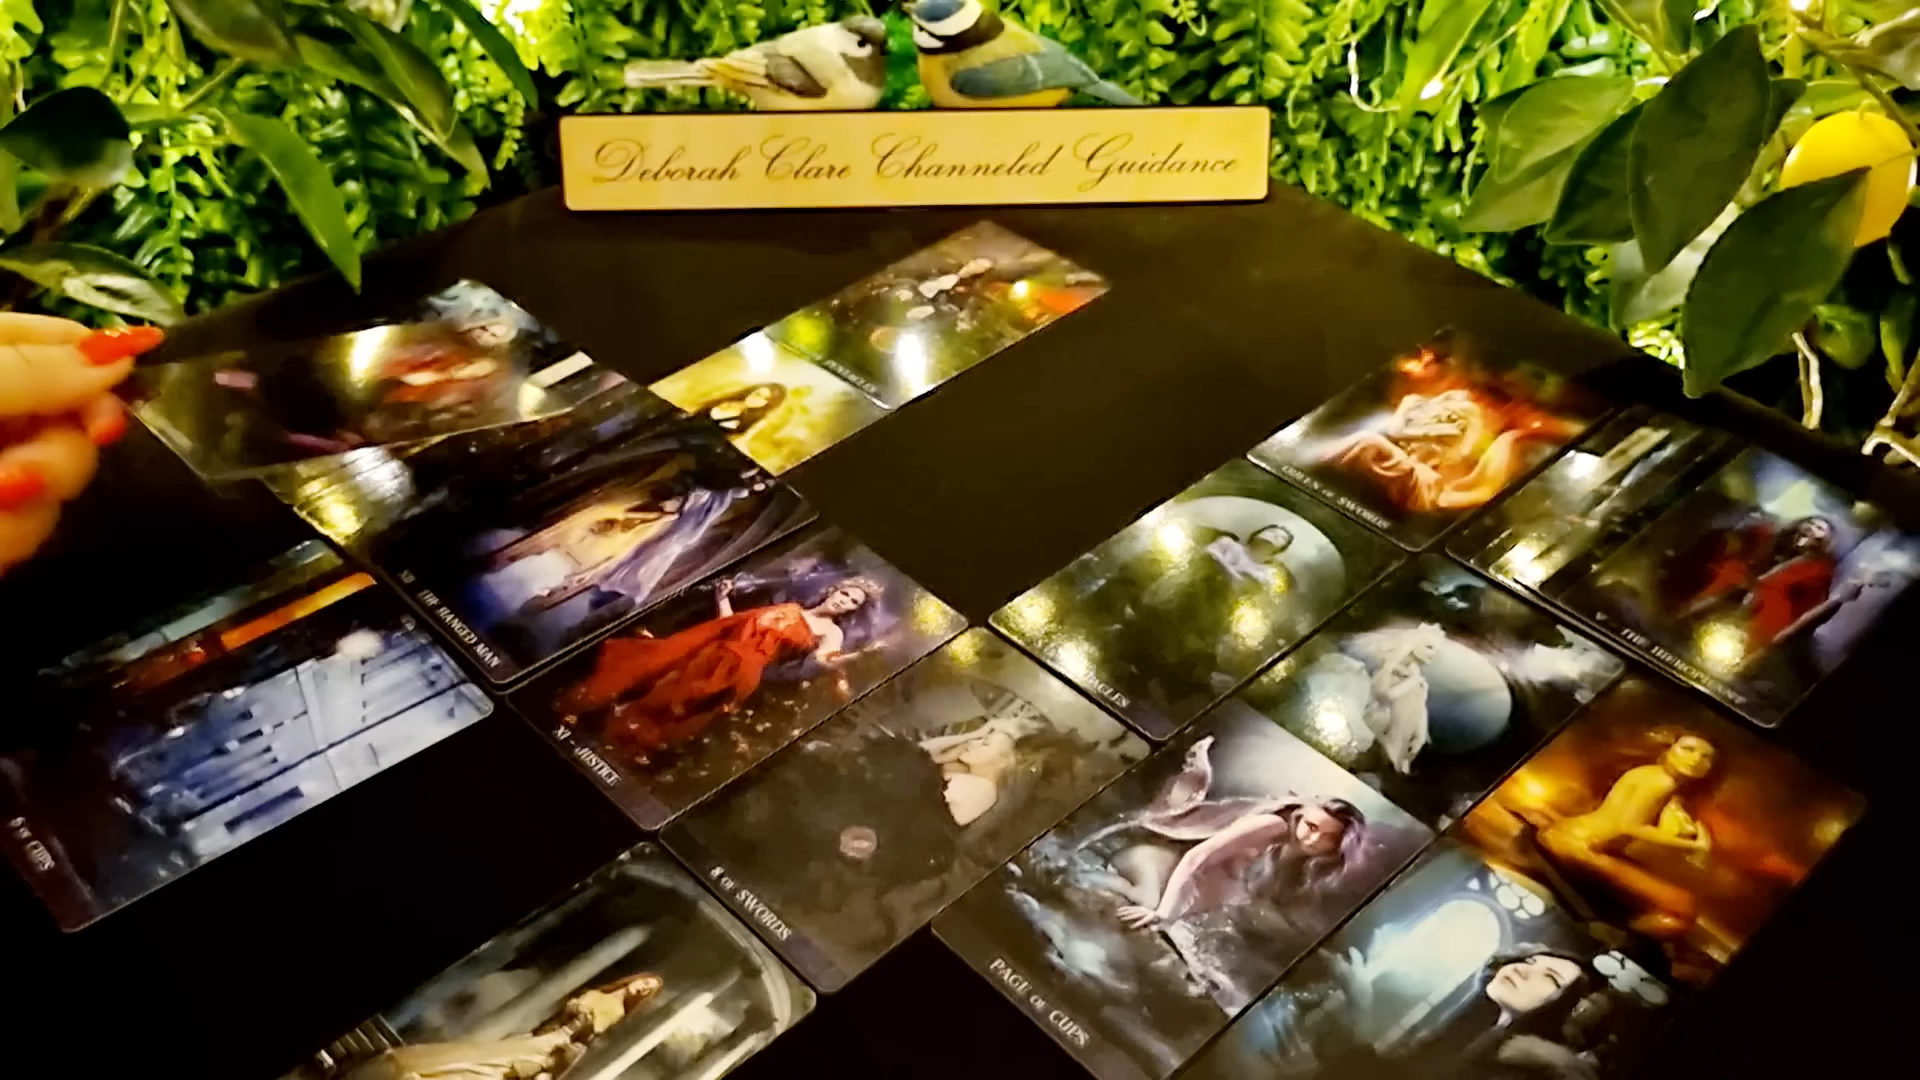 Deborah Clare Channeled Guidance
QUEEN OF SWORDS
XII THE HANGED MAN
V - THE HIEROPHANT
XI - JUSTICE
6 OF CUPS
8 OF SWORDS
PAGE OF CUPS